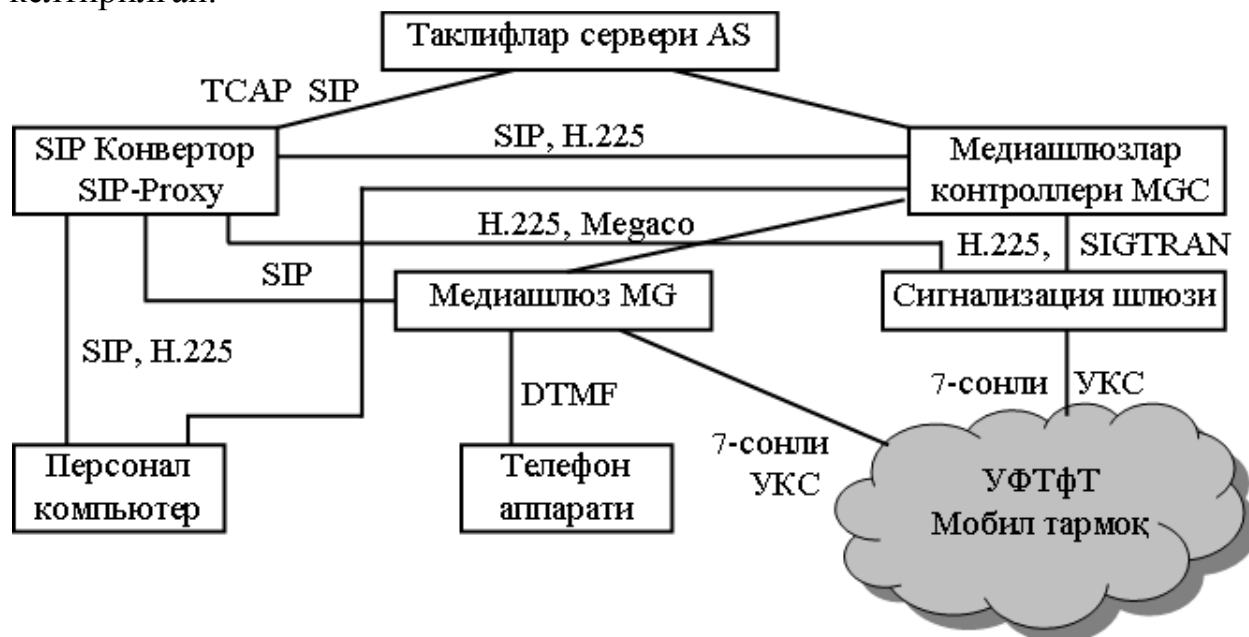 келтирилган.
Таклифлар сервери AS
TCAP SIP
SIP Конвертор
SIP-Proxy
SIP, H.225
Медиашлюзлар
контроллери MGC
H.225, Megaco
H.225, SIGTRAN
SIP
Медиашлюз MG
Сигнализация шлюзи
SIP, H.225
DTMF
7-сонли УКС
Персонал
компьютер
Телефон
аппарати
7-сонли
УКС
УФТфТ
Мобил тармоқ